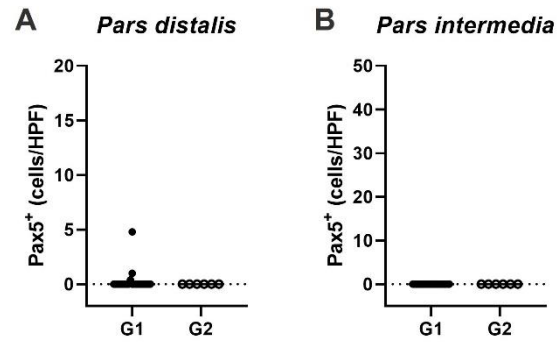 A Pars distalis
Pax5+ (cells/HPF)
20
15
10
5
0
G1 G2
B Pars intermedia
Pax5+ (cells/HPF)
50
40
30
20
10
0
G1 G2